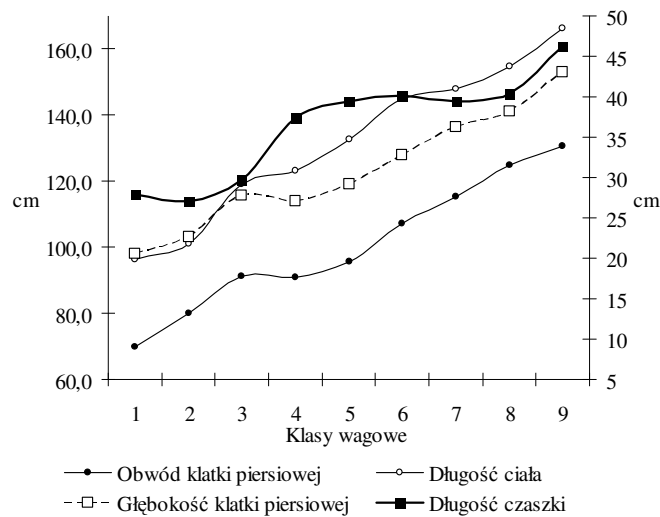 160,0
140,0
120,0
100,0
80,0
60,0
cm
50
45
40
35
30
25
20
15
10
5
cm
1 2 3 4 5 6 7 8 9
Klasy wagowe
Obwód klatki piersiowej
Długość ciała
Głębokość klatki piersiowej
Długość czaszki